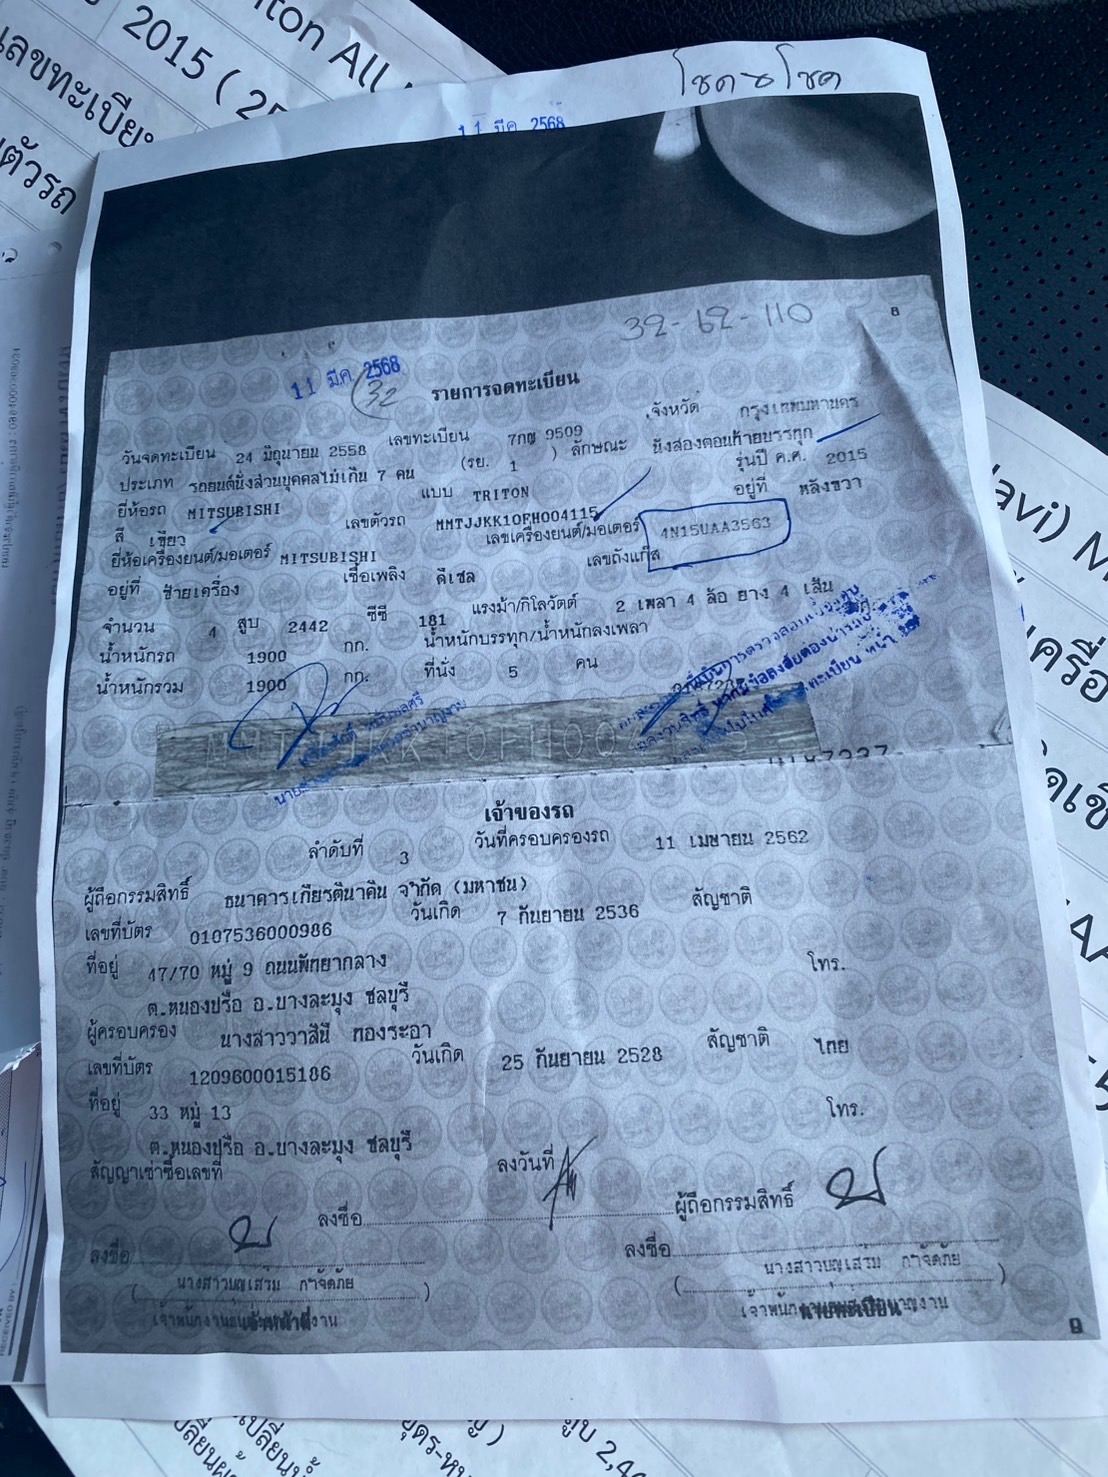 2015 (
เลขทะเบีย
ตัวรถ
โชค ๖ โชค
11 มีค 2568
32-62-110
8
11 มีค 2568
32
รายการจดทะเบียน
วันจดทะเบียน 24 มิถุนายน 2558 เลขทะเบียน 7กฒ 9509 จังหวัด กรุงเทพมหานคร
ประเภท รถยนต์นั่งส่วนบุคคลไม่เกิน 7 คน (รย. 1 ) ลักษณะ นั่งสองตอนท้ายบรรทุก
ยี่ห้อรถ MITSUBISHI แบบ TRITON รุ่นปี ค.ศ. 2015
สี เขียว เลขตัวรถ MMTJJKK10FH004115 อยู่ที่ หลังขวา
ยี่ห้อเครื่องยนต์/มอเตอร์ MITSUBISHI เลขเครื่องยนต์/มอเตอร์ 4N15UAA3563
อยู่ที่ ซ้ายเครื่อง เชื้อเพลิง ดีเซล เลขถังแก๊ส
จำนวน 4 สูบ 2442 ซีซี 181 แรงม้า/กิโลวัตต์ 2 เพลา 4 ล้อ ยาง 4 เส้น
น้ำหนักรถ 1900 กก. น้ำหนักบรรทุก/น้ำหนักลงเพลา
น้ำหนักรวม 1900 กก. ที่นั่ง 5 คน
เจ้าของรถ
ลำดับที่ 3 วันที่ครอบครองรถ 11 เมษายน 2562
ผู้ถือกรรมสิทธิ์ ธนาคารเกียรตินาคิน จำกัด (มหาชน)
เลขที่บัตร 0107536000986 วันเกิด 7 กันยายน 2536 สัญชาติ
ที่อยู่ 47/70 หมู่ 9 ถนนพัทยากลาง โทร.
ต.หนองปรือ อ.บางละมุง ชลบุรี
ผู้ครอบครอง นางสาววาสินี ทองระอา
เลขที่บัตร 1209600015186 วันเกิด 25 กันยายน 2528 สัญชาติ ไทย
ที่อยู่ 33 หมู่ 13 โทร.
ต.หนองปรือ อ.บางละมุง ชลบุรี
สัญญาเช่าซื้อเลขที่ ลงวันที่
ลงชื่อ ผู้ถือกรรมสิทธิ์
ลงชื่อ ลงชื่อ
(นางสาวบุญเสริม กำจัดภัย) (นางสาวบุญเสริม กำจัดภัย)
นายทะเบียน
9